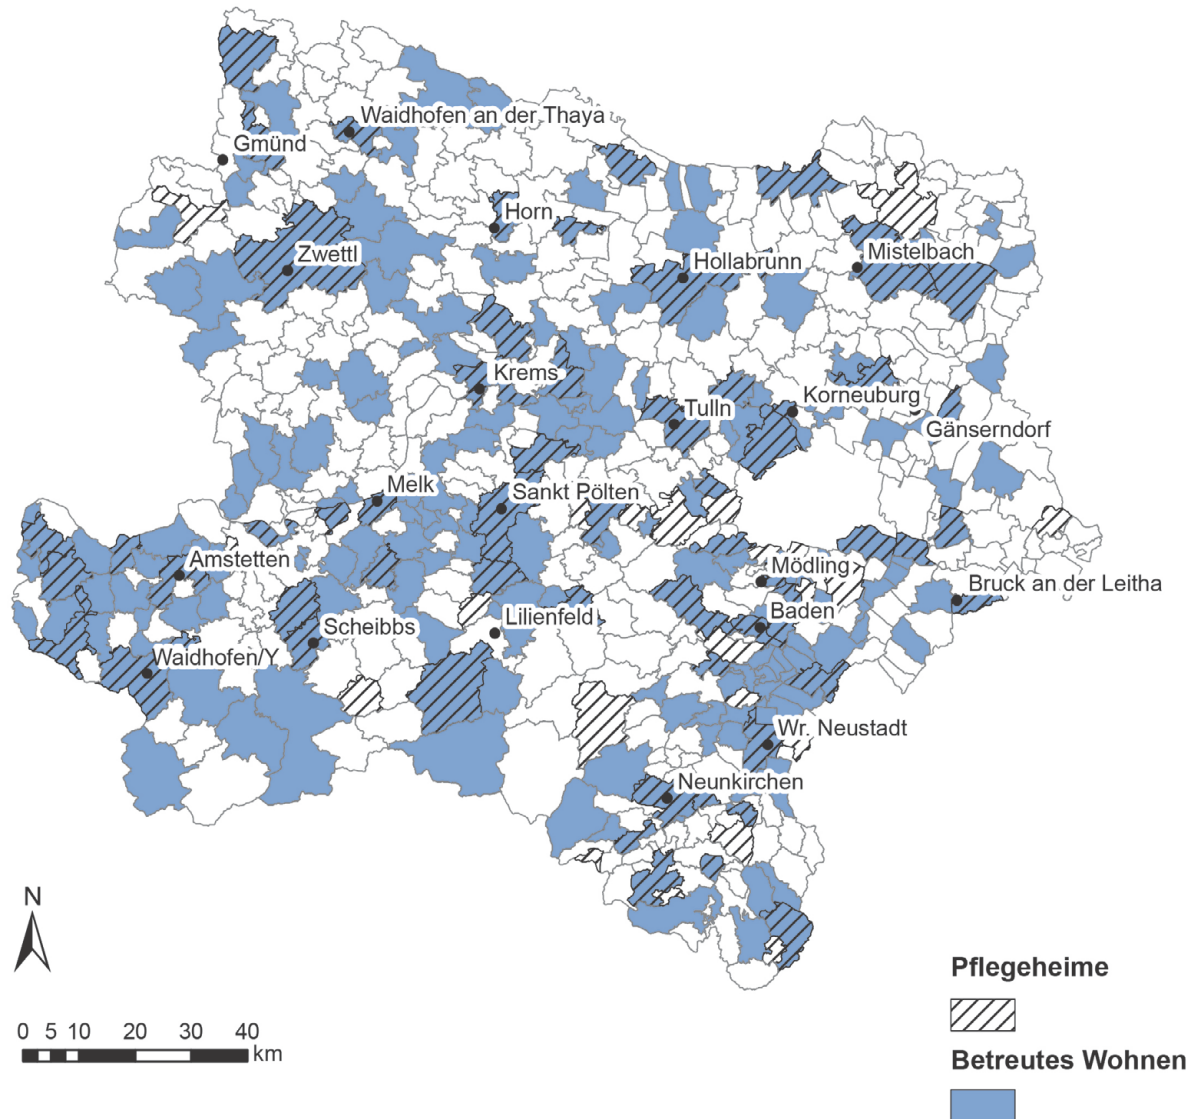 Waidhofen an der Thaya
Gmünd
Horn
Zwettl
Hollabrunn
Mistelbach
Krems
Tulln
Korneuburg
Gänserndorf
Melk
Sankt Pölten
Amstetten
Mödling
Bruck an der Leitha
Baden
Lilienfeld
Scheibbs
Waidhofen/Y
Wr. Neustadt
Neunkirchen
N
0 5 10 20 30 40
km
Pflegeheime
Betreutes Wohnen